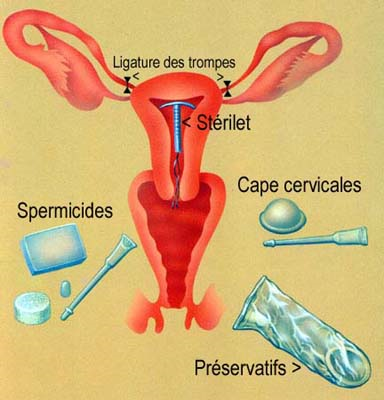 Ligature des trompes
< >
< Stérilet
Cape cervicales
Spermicides
Préservatifs >